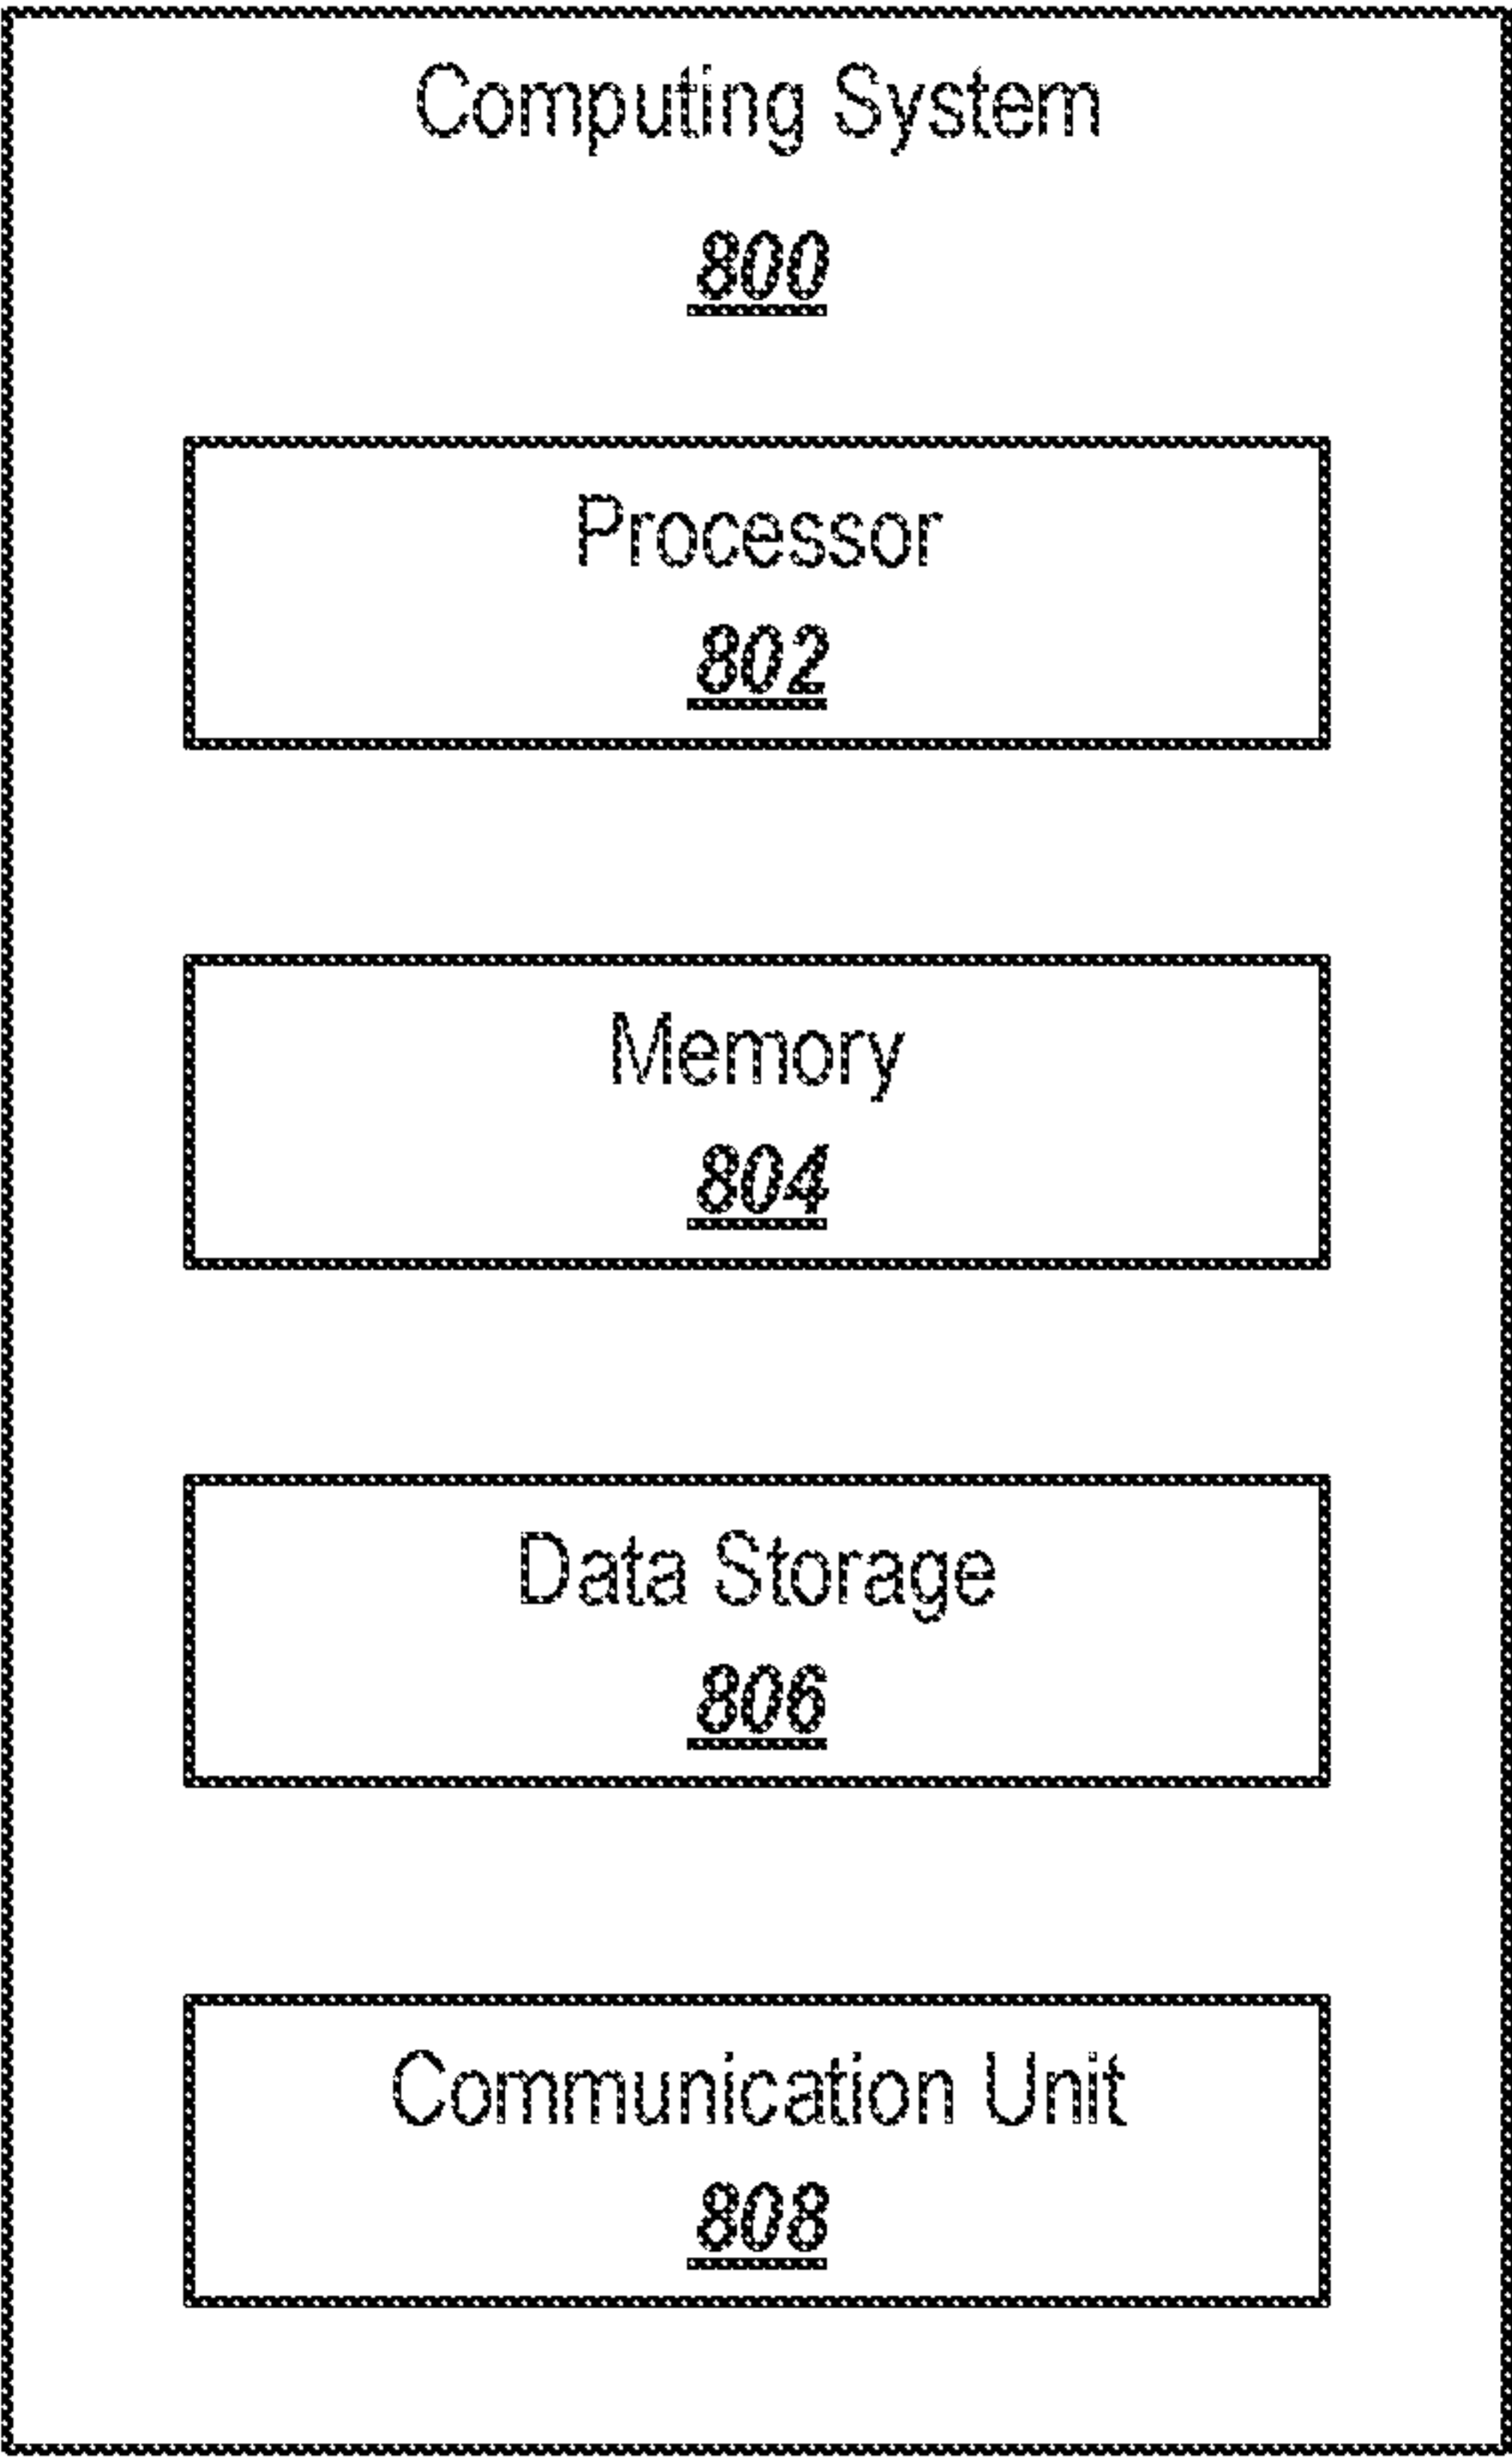 Computing System
800
Processor
802
Memory
804
Data Storage
806
Communication Unit
808